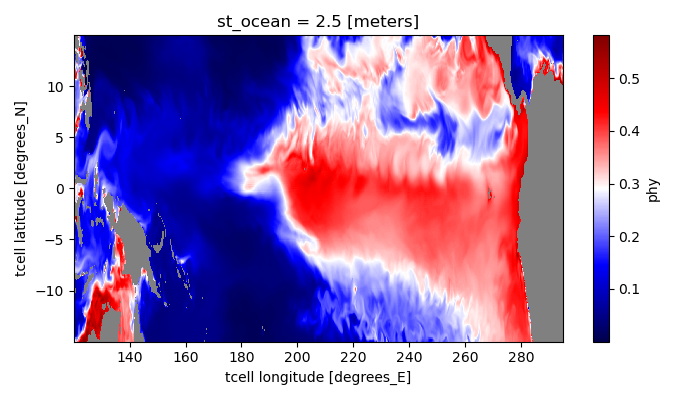 st_ocean = 2.5 [meters]
10
5
0
−5
−10
tcell latitude [degrees_N]
140 160 180 200 220 240 260 280
tcell longitude [degrees_E]
0.5
0.4
0.3
0.2
0.1
phy